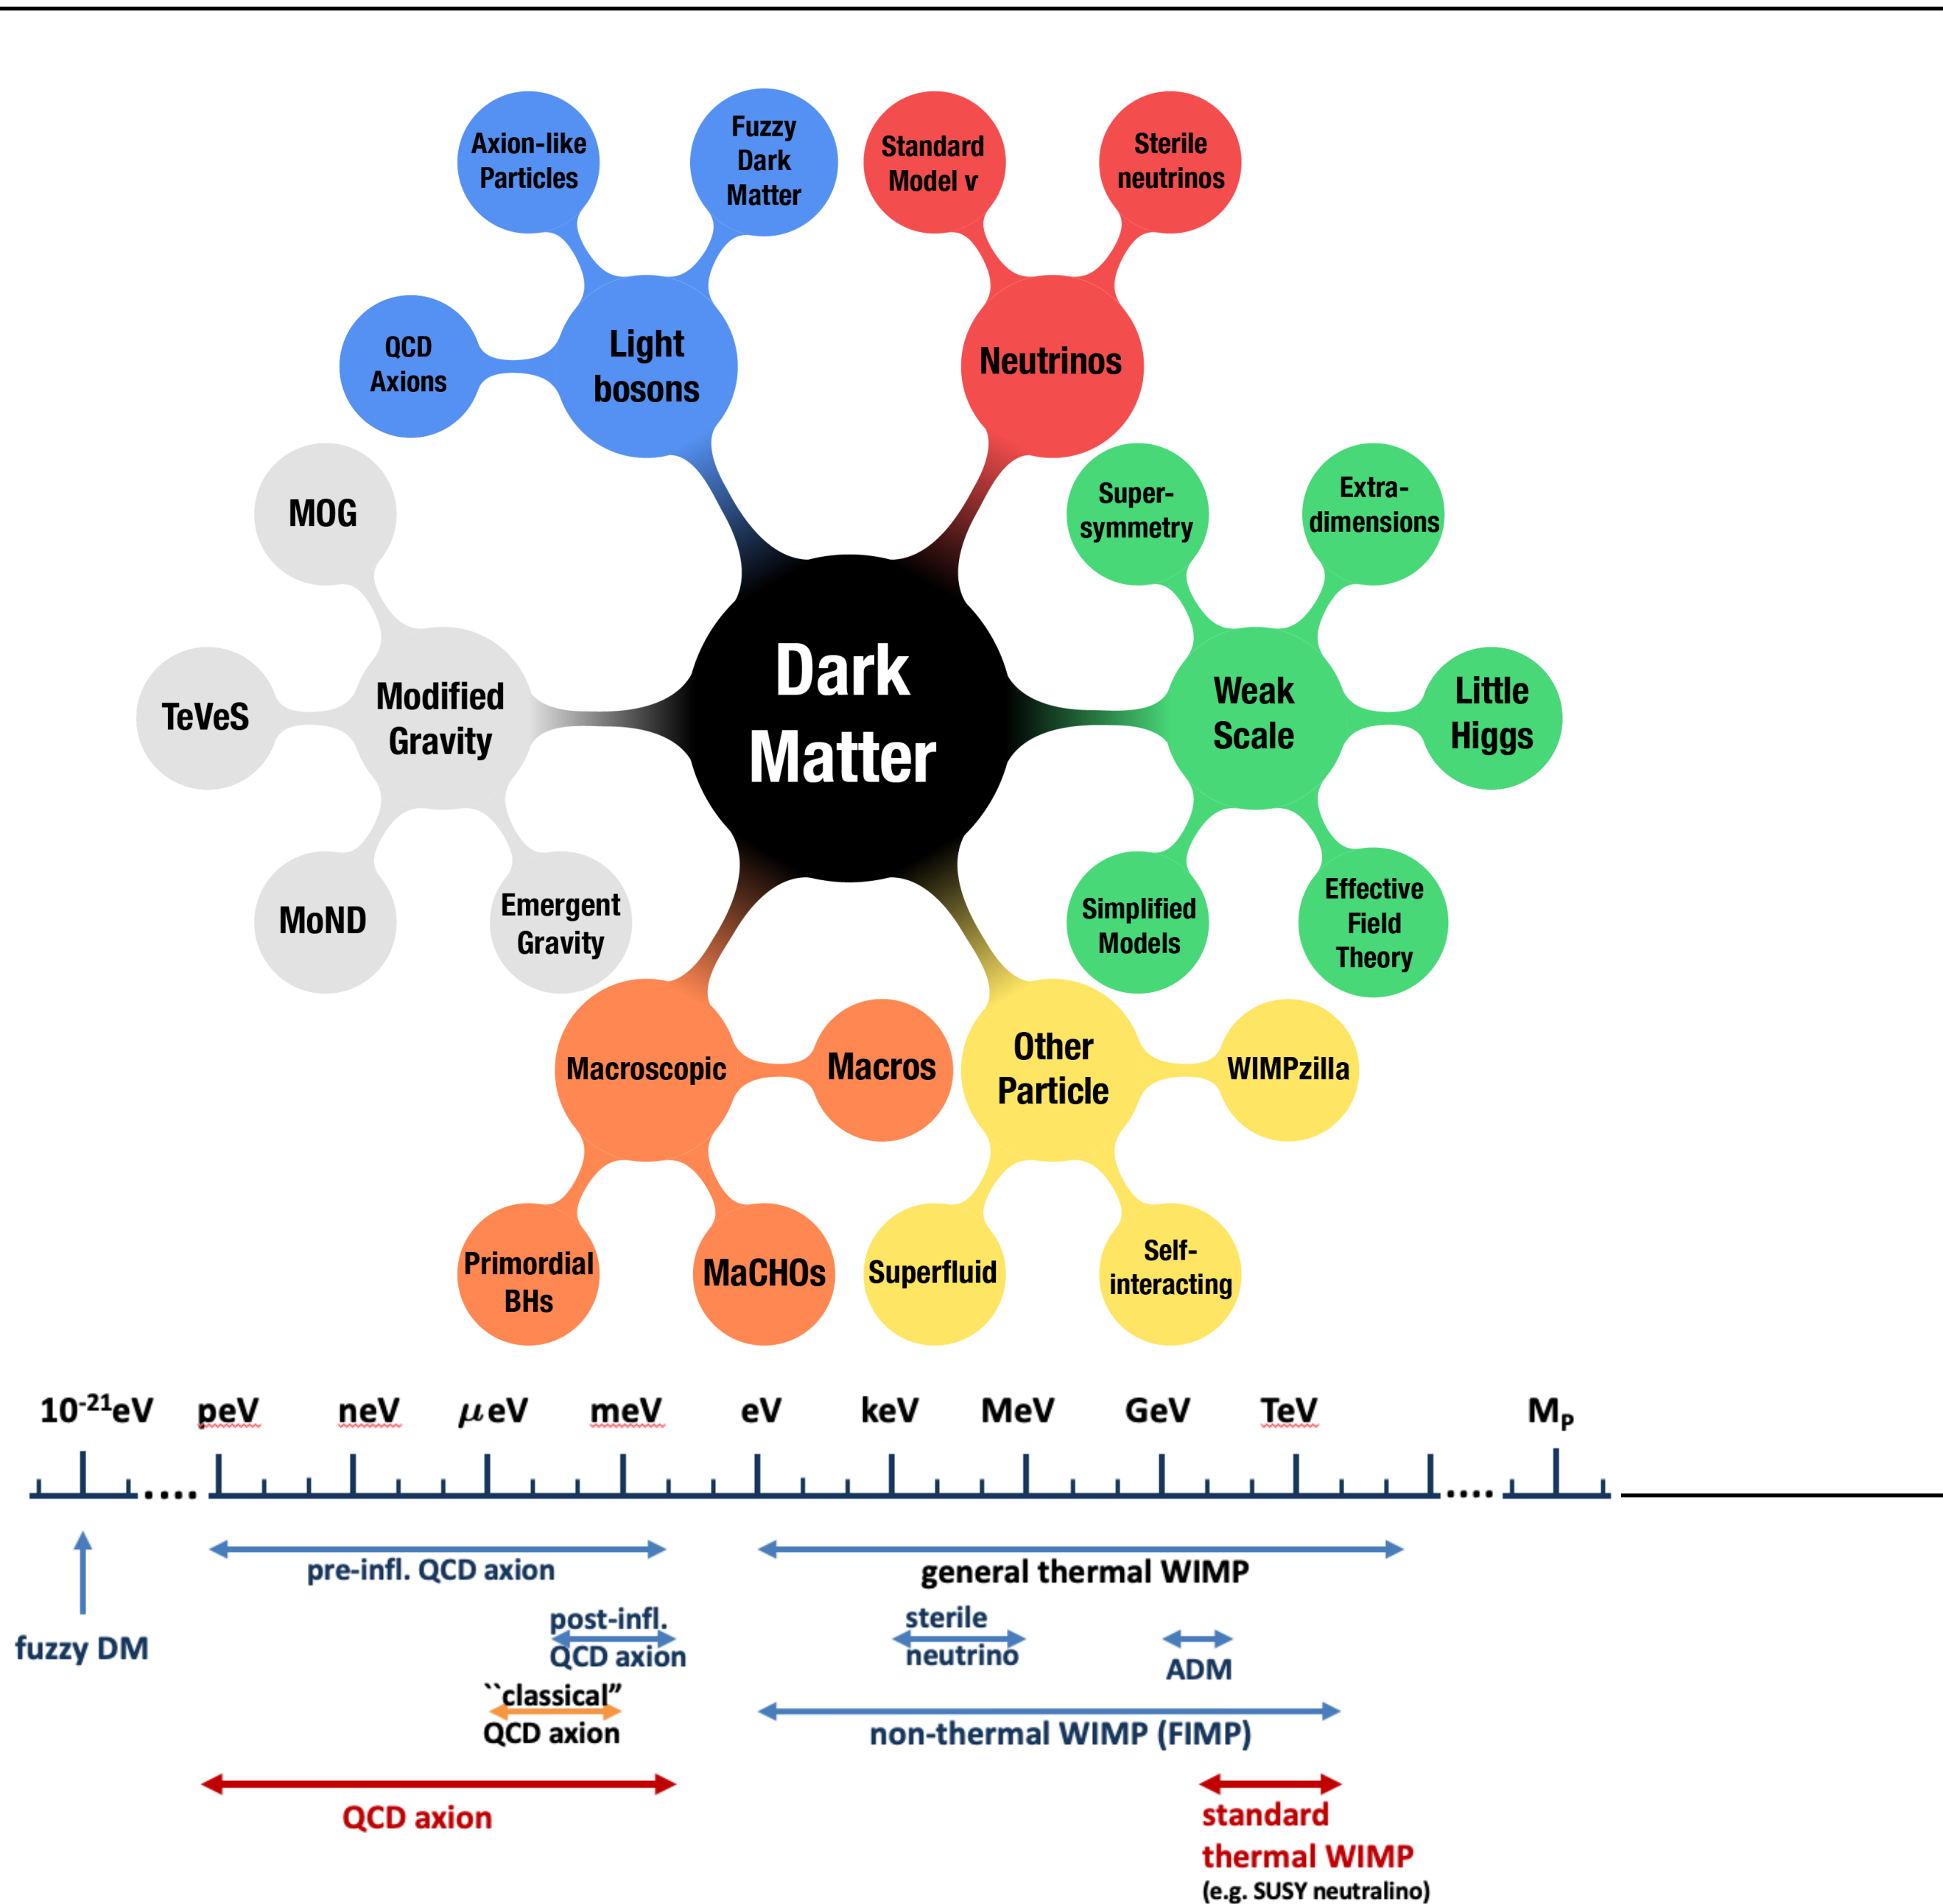 Axion-like
Particles
Fuzzy
Dark
Matter
Standard
Model ν
Sterile
neutrinos
QCD
Axions
Light
bosons
Neutrinos
MOG
Super-
symmetry
Extra-
dimensions
TeVeS
Modified
Gravity
Dark
Matter
Weak
Scale
Little
Higgs
MoND
Emergent
Gravity
Simplified
Models
Effective
Field
Theory
Macroscopic
Macros
Other
Particle
WIMPzilla
Primordial
BHs
MaCHOs
Superfluid
Self-
interacting
10⁻²¹eV peV neV μeV meV eV keV MeV GeV TeV Mₚ
pre-infl. QCD axion
general thermal WIMP
fuzzy DM
post-infl.
QCD axion
sterile
neutrino
ADM
``classical”
QCD axion
non-thermal WIMP (FIMP)
QCD axion
standard
thermal WIMP
(e.g. SUSY neutralino)